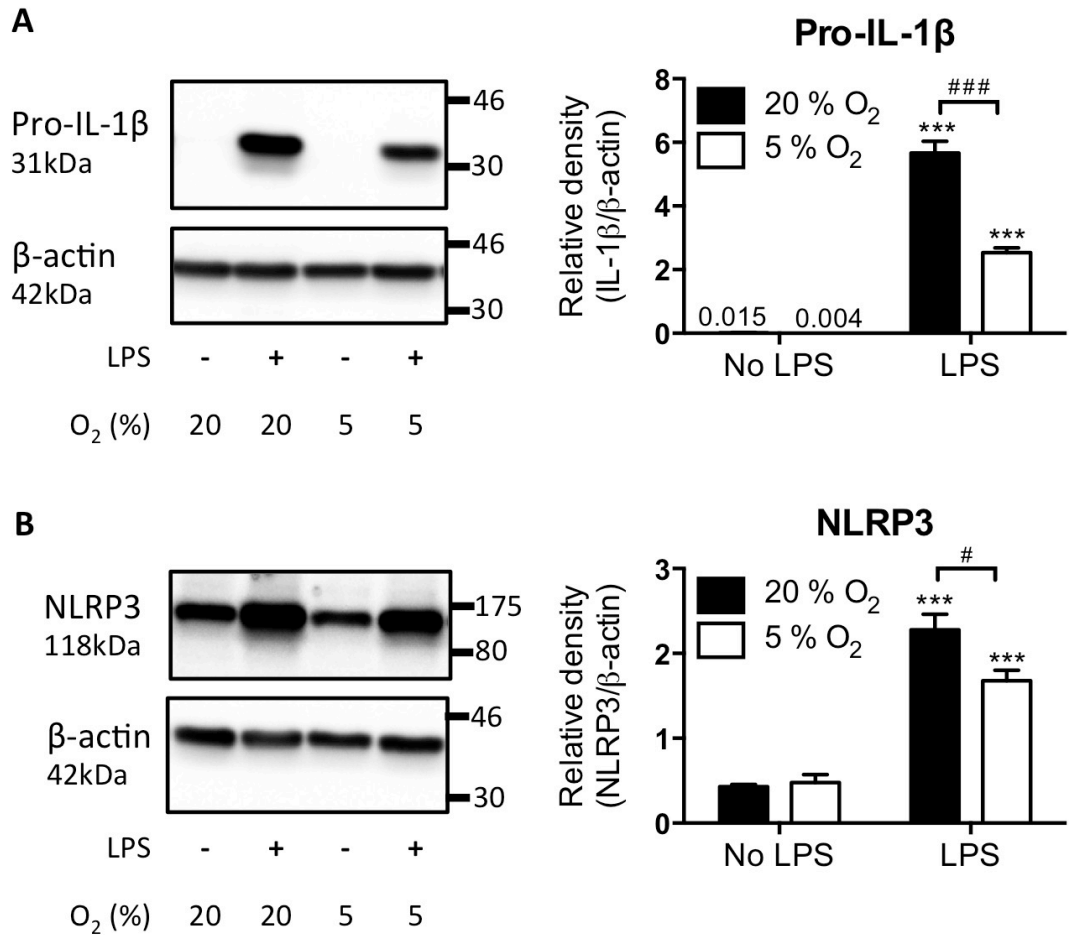 A
Pro-IL-1β
31kDa
46
30
β-actin
42kDa
46
30
LPS - + - +
O2 (%) 20 20 5 5
Pro-IL-1β
Relative density
(IL-1β/β-actin)
8
6
4
2
0
20 % O2
5 % O2
###
***
***
0.015 0.004
No LPS LPS
B
NLRP3
118kDa
175
80
β-actin
42kDa
46
30
LPS - + - +
O2 (%) 20 20 5 5
NLRP3
Relative density
(NLRP3/β-actin)
3
2
1
0
20 % O2
5 % O2
#
***
***
No LPS LPS